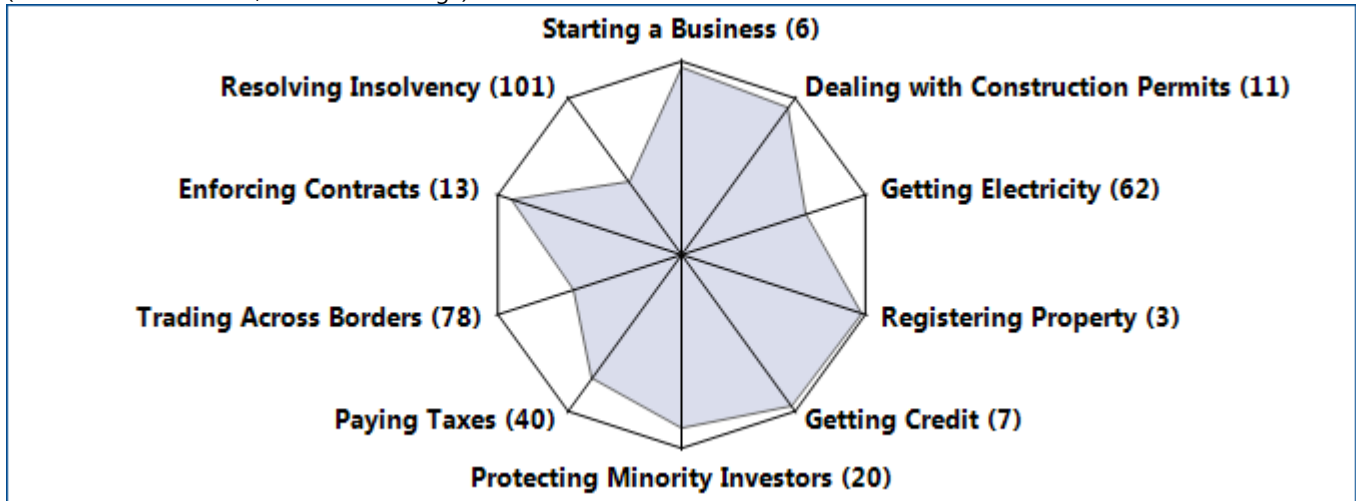 Starting a Business (6)
Resolving Insolvency (101)
Dealing with Construction Permits (11)
Enforcing Contracts (13)
Getting Electricity (62)
Trading Across Borders (78)
Registering Property (3)
Paying Taxes (40)
Getting Credit (7)
Protecting Minority Investors (20)